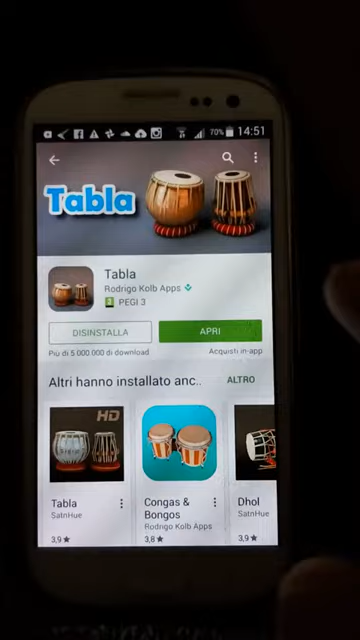 70% 14:51
Tabla
Tabla
Rodrigo Kolb Apps
PEGI 3
DISINSTALLA APRI
Più di 5 000 000 di download Acquisti in-app
Altri hanno installato anc.. ALTRO
HD
Tabla Congas & Bongos Dhol
SatnHue Rodrigo Kolb Apps SatnHue
3,9★ 3,8★ 3,9★